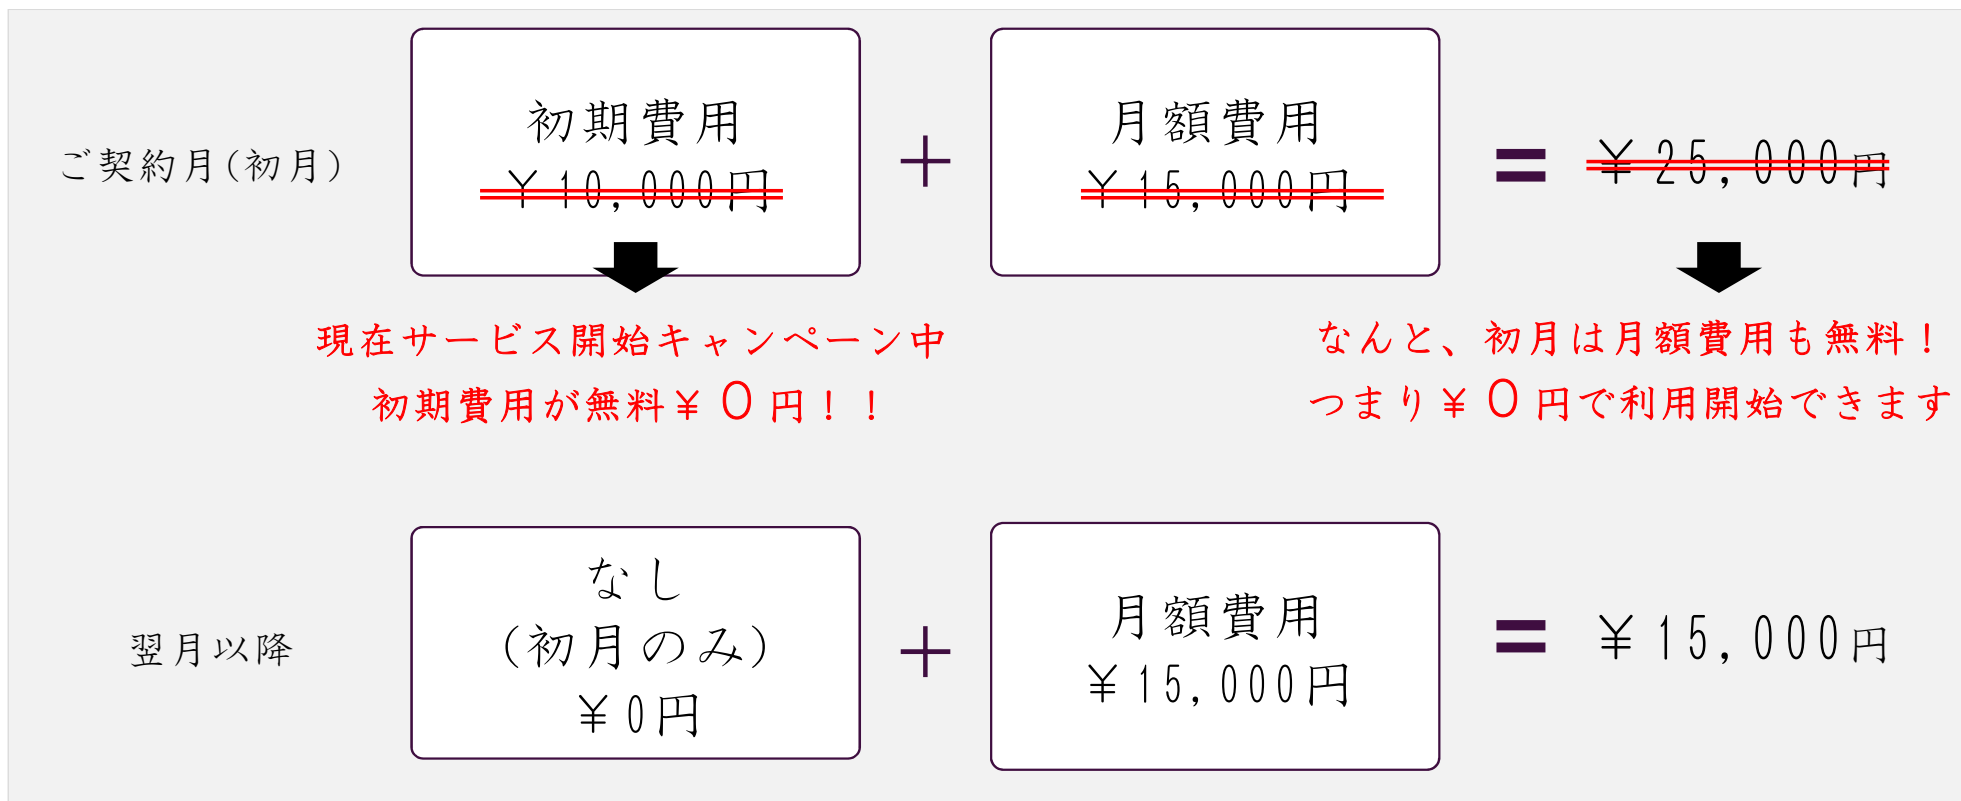 ご契約月(初月)
初期費用
￥10,000円
+
月額費用
￥15,000円
=
￥25,000円
現在サービス開始キャンペーン中
初期費用が無料￥０円！！
なんと、初月は月額費用も無料！
つまり￥０円で利用開始できます
翌月以降
なし
(初月のみ)
￥0円
+
月額費用
￥15,000円
=
￥15,000円